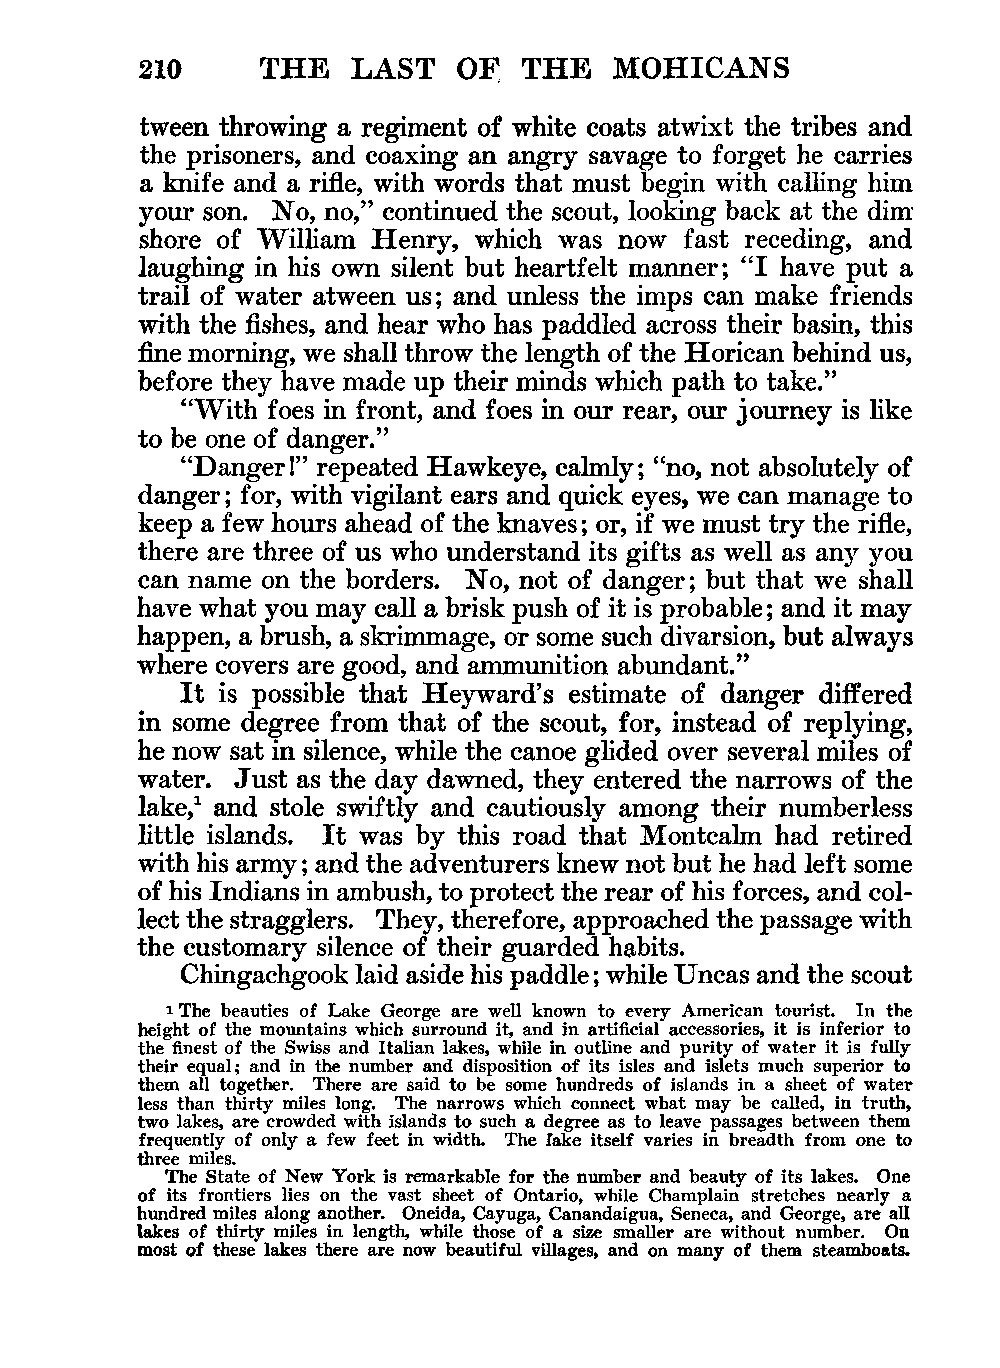 210 THE LAST OF THE MOHICANS
tween throwing a regiment of white coats atwixt the tribes and
the prisoners, and coaxing an angry savage to forget he carries
a knife and a rifle, with words that must begin with calling him
your son. No, no,” continued the scout, looking back at the dim
shore of William Henry, which was now fast receding, and
laughing in his own silent but heartfelt manner; “I have put a
trail of water atween us; and unless the imps can make friends
with the fishes, and hear who has paddled across their basin, this
fine morning, we shall throw the length of the Horican behind us,
before they have made up their minds which path to take.”
“With foes in front, and foes in our rear, our journey is like
to be one of danger.”
“Danger!” repeated Hawkeye, calmly; “no, not absolutely of
danger; for, with vigilant ears and quick eyes, we can manage to
keep a few hours ahead of the knaves; or, if we must try the rifle,
there are three of us who understand its gifts as well as any you
can name on the borders. No, not of danger; but that we shall
have what you may call a brisk push of it is probable; and it may
happen, a brush, a skrimmage, or some such divarsion, but always
where covers are good, and ammunition abundant.”
It is possible that Heyward’s estimate of danger differed
in some degree from that of the scout, for, instead of replying,
he now sat in silence, while the canoe glided over several miles of
water. Just as the day dawned, they entered the narrows of the
lake,¹ and stole swiftly and cautiously among their numberless
little islands. It was by this road that Montcalm had retired
with his army; and the adventurers knew not but he had left some
of his Indians in ambush, to protect the rear of his forces, and col-
lect the stragglers. They, therefore, approached the passage with
the customary silence of their guarded habits.
Chingachgook laid aside his paddle; while Uncas and the scout
¹ The beauties of Lake George are well known to every American tourist. In the
height of the mountains which surround it, and in artificial accessories, it is inferior to
the finest of the Swiss and Italian lakes, while in outline and purity of water it is fully
their equal; and in the number and disposition of its isles and islets much superior to
them all together. There are said to be some hundreds of islands in a sheet of water
less than thirty miles long. The narrows which connect what may be called, in truth,
two lakes, are crowded with islands to such a degree as to leave passages between them
frequently of only a few feet in width. The lake itself varies in breadth from one to
three miles.
The State of New York is remarkable for the number and beauty of its lakes. One
of its frontiers lies on the vast sheet of Ontario, while Champlain stretches nearly a
hundred miles along another. Oneida, Cayuga, Canandaigua, Seneca, and George, are all
lakes of thirty miles in length, while those of a size smaller are without number. On
most of these lakes there are now beautiful villages, and on many of them steamboats.